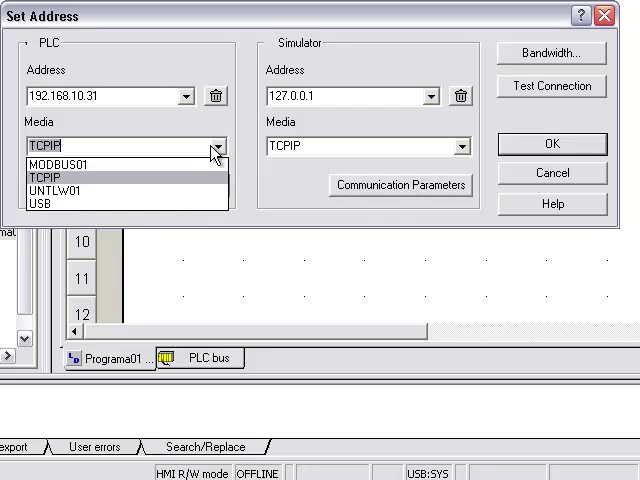 Set Address
PLC
Address
192.168.10.31
Media
TCPIP
MODBUS01
TCPIP
UNTLW01
USB
Simulator
Address
127.0.0.1
Media
TCPIP
Communication Parameters
Bandwidth...
Test Connection
OK
Cancel
Help
10
11
12
Programa01 ...
PLC bus
export
User errors
Search/Replace
HMI R/W mode
OFFLINE
USB:SYS